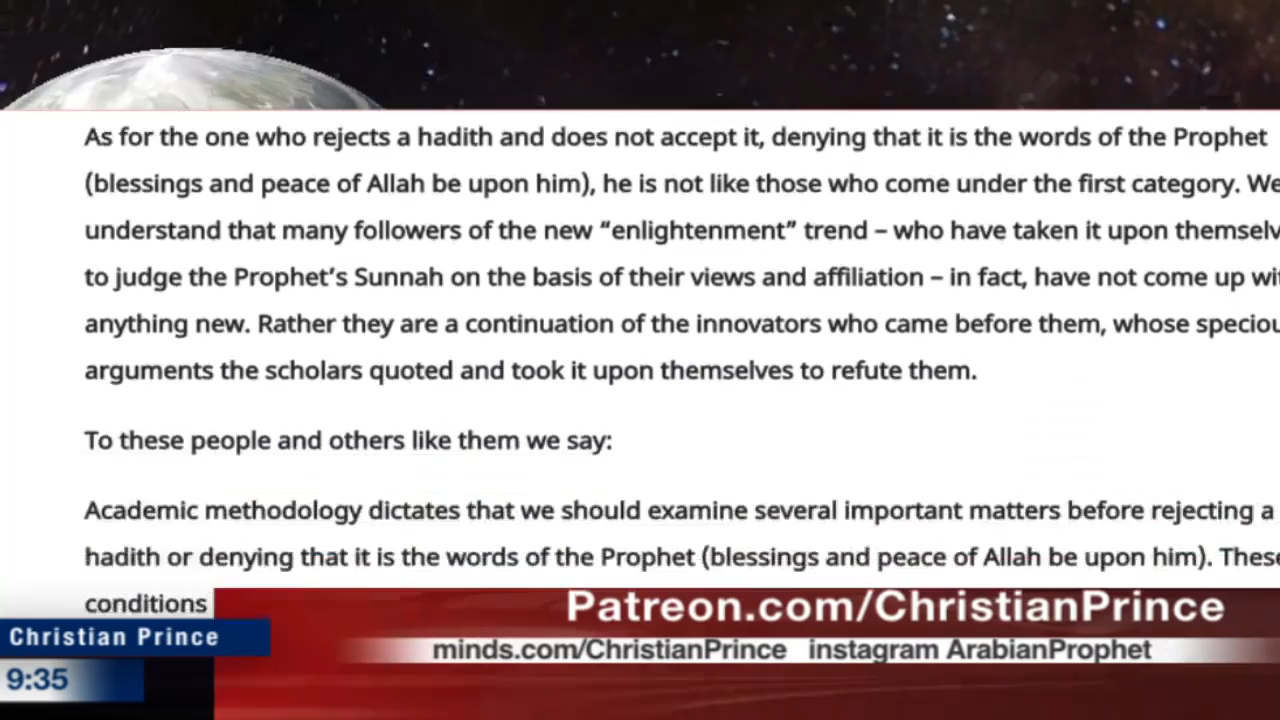 As for the one who rejects a hadith and does not accept it, denying that it is the words of the Prophet
(blessings and peace of Allah be upon him), he is not like those who come under the first category. We
understand that many followers of the new “enlightenment” trend – who have taken it upon themselv
to judge the Prophet’s Sunnah on the basis of their views and affiliation – in fact, have not come up wi
anything new. Rather they are a continuation of the innovators who came before them, whose speciou
arguments the scholars quoted and took it upon themselves to refute them.
To these people and others like them we say:
Academic methodology dictates that we should examine several important matters before rejecting a
hadith or denying that it is the words of the Prophet (blessings and peace of Allah be upon him). These
conditions
Patreon.com/ChristianPrince
Christian Prince
minds.com/ChristianPrince instagram ArabianProphet
9:35